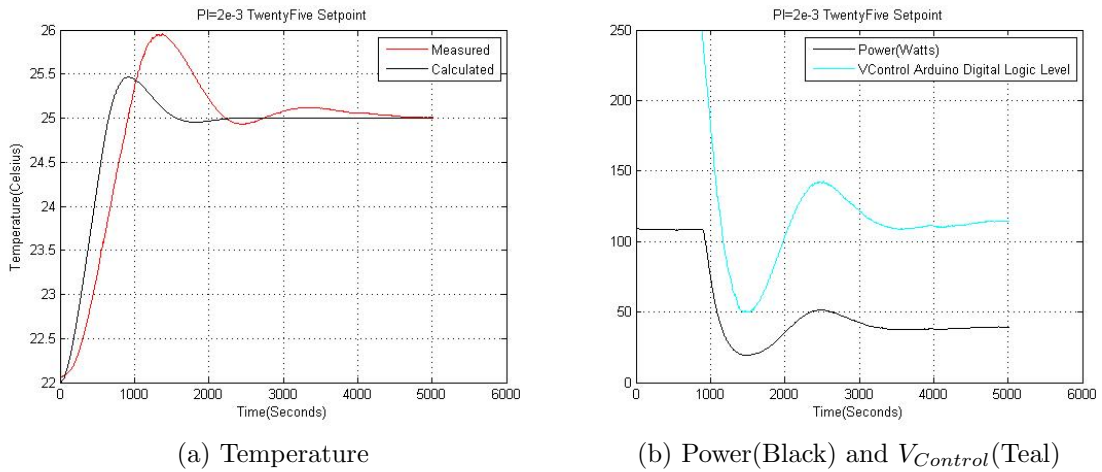 PI=2e-3 TwentyFive Setpoint
26
25.5
25
24.5
24
23.5
23
22.5
22
Temperature(Celsius)
Measured
Calculated
0 1000 2000 3000 4000 5000 6000
Time(Seconds)
(a) Temperature
PI=2e-3 TwentyFive Setpoint
250
200
150
100
50
0
Power(Watts)
VControl Arduino Digital Logic Level
0 1000 2000 3000 4000 5000 6000
Time(Seconds)
(b) Power(Black) and VControl(Teal)